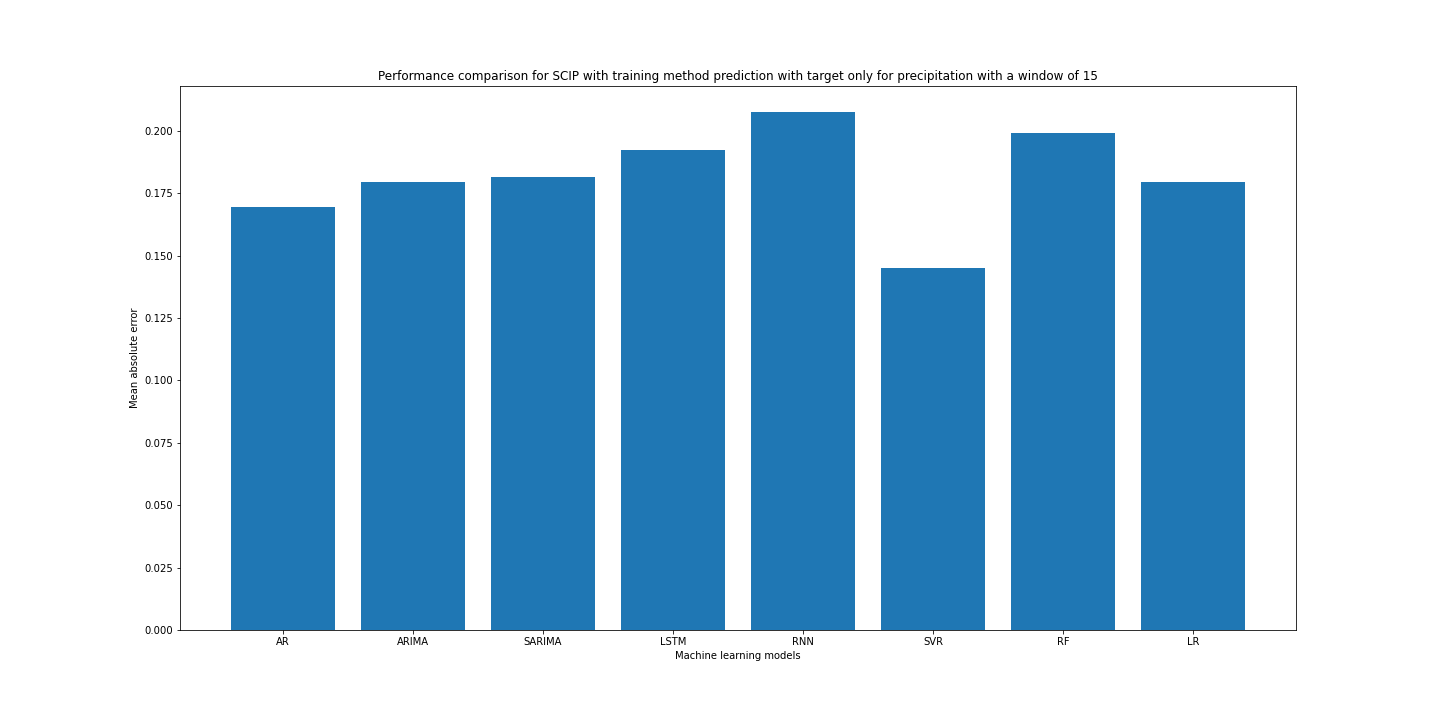 Performance comparison for SCIP with training method prediction with target only for precipitation with a window of 15
0.200
0.175
0.150
0.125
0.100
0.075
0.050
0.025
0.000
Mean absolute error
AR ARIMA SARIMA LSTM RNN SVR RF LR
Machine learning models